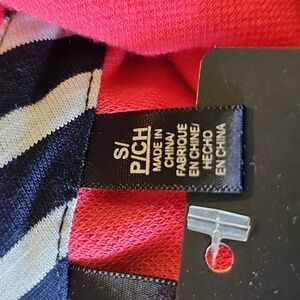 S/
P/CH
MADE IN
CHINA/
FABRIQUÉ
EN CHINE/
HECHO
EN CHINA